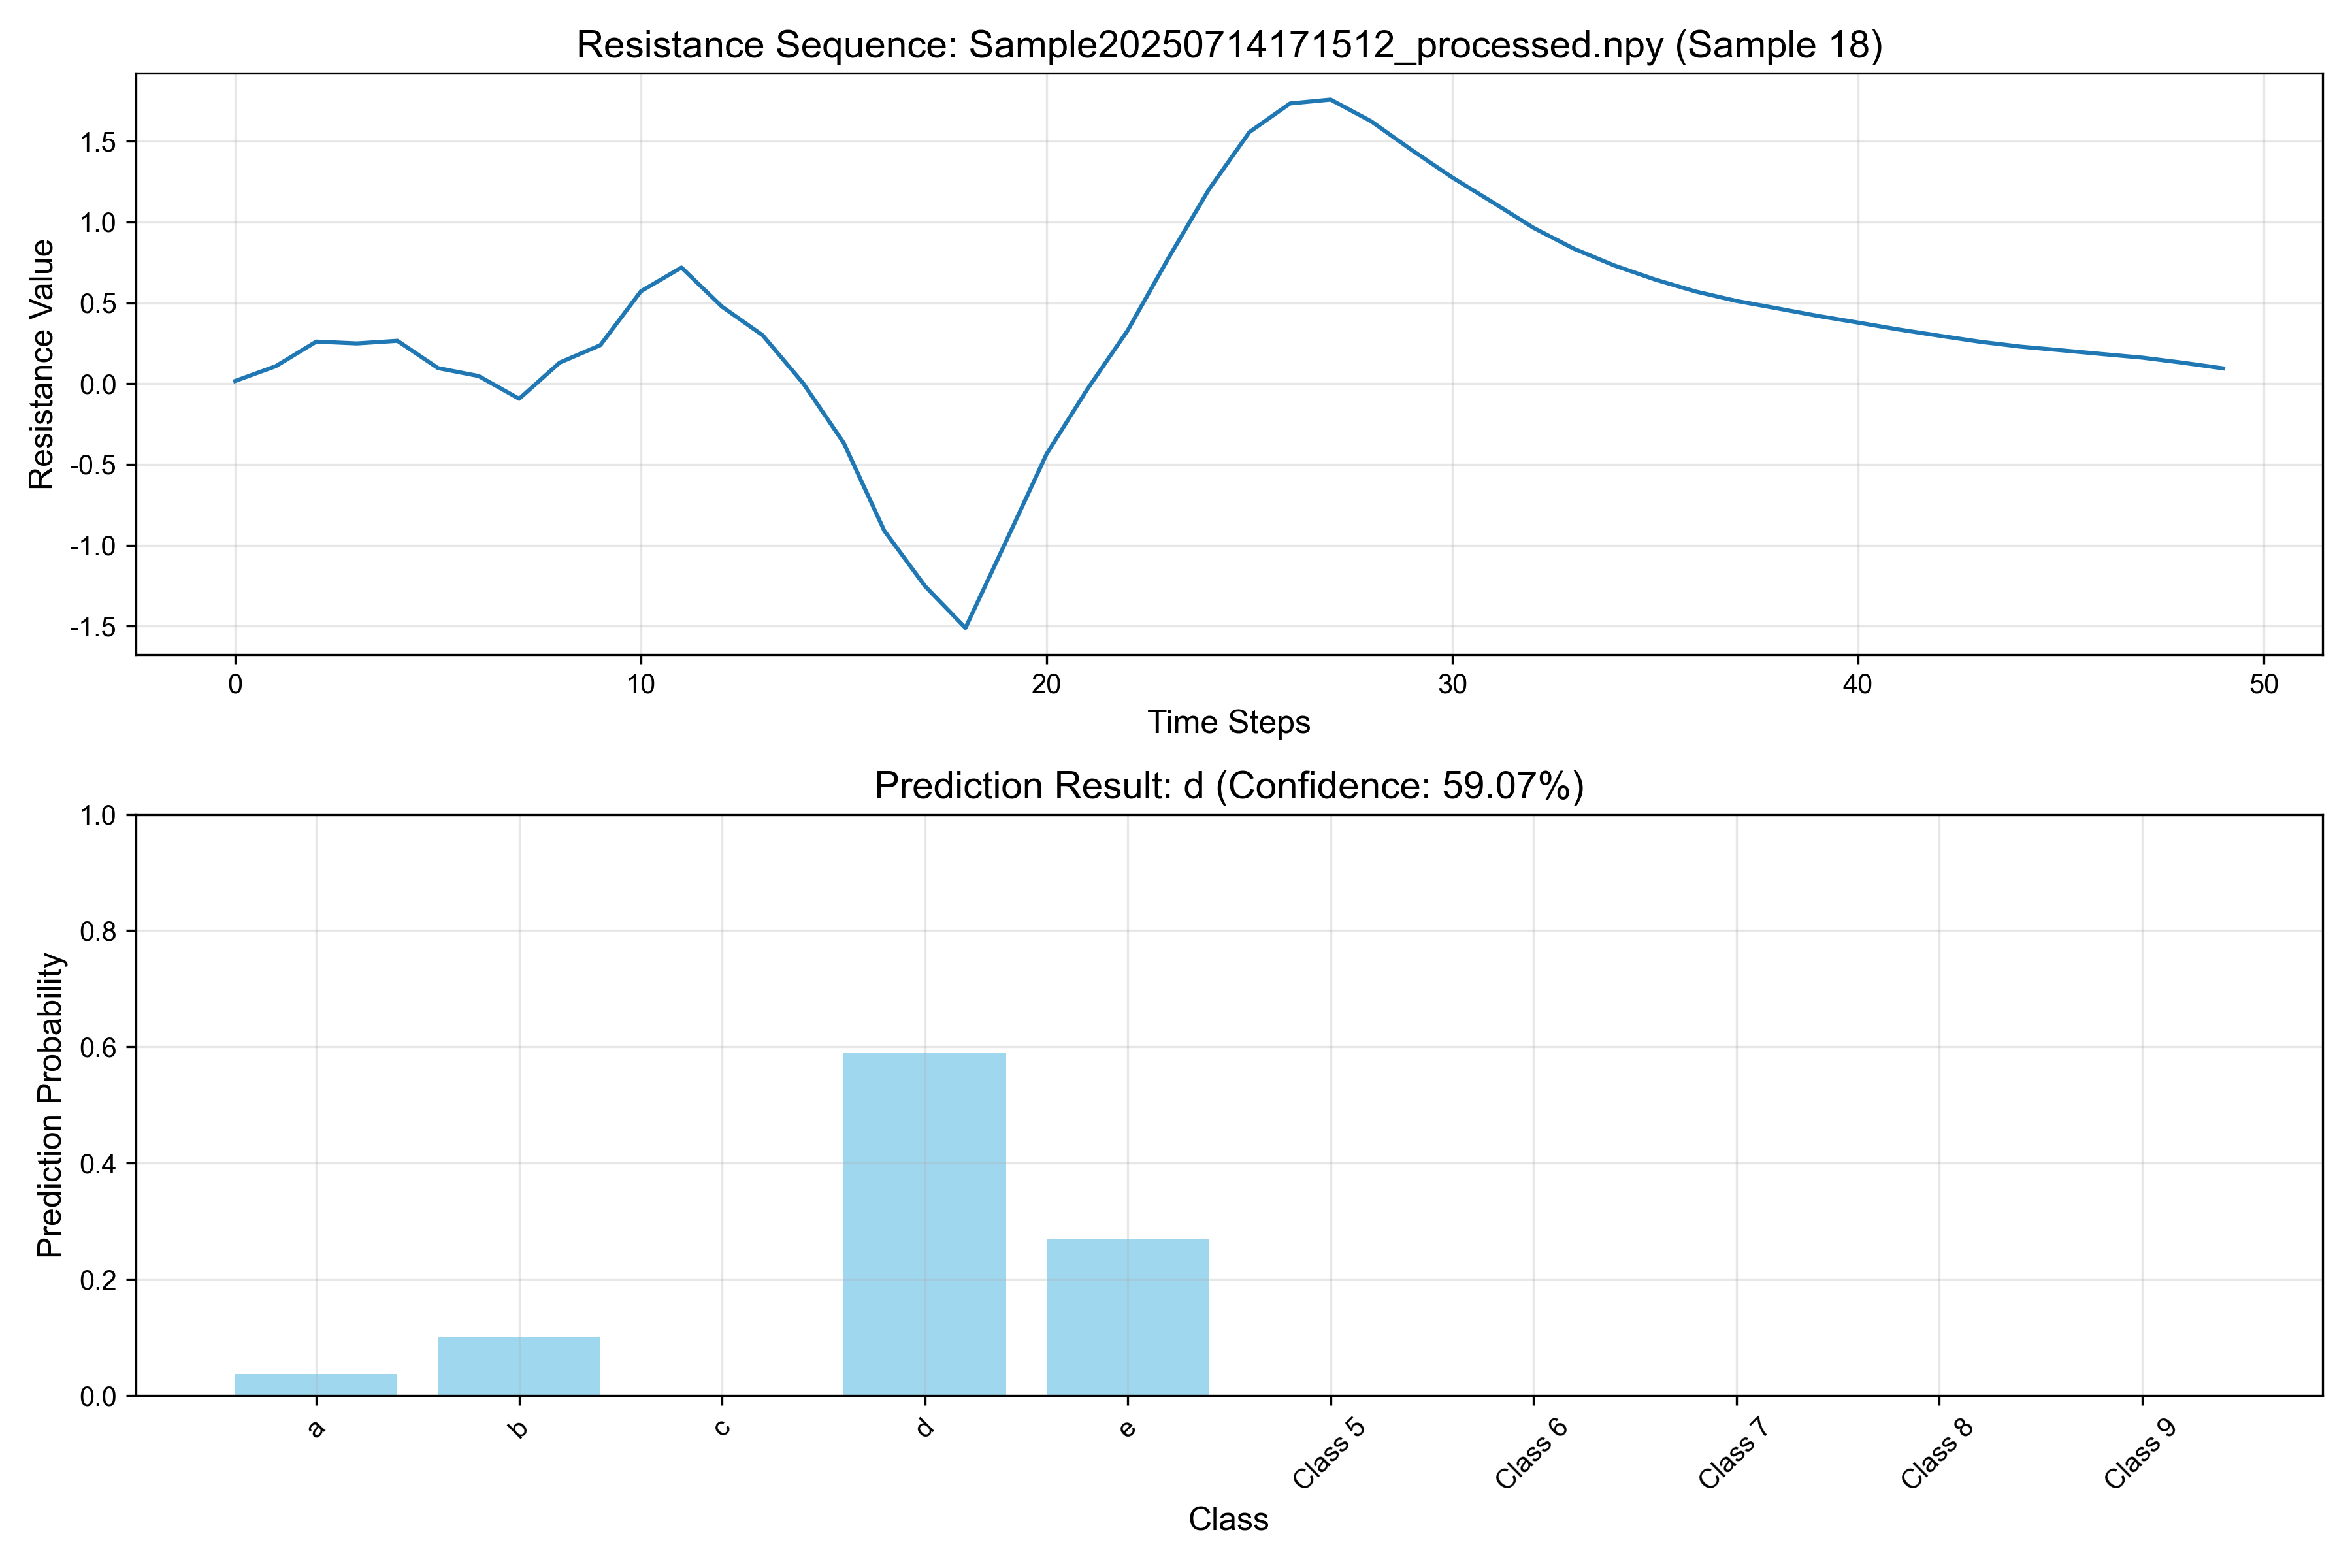 Resistance Sequence: Sample20250714171512_processed.npy (Sample 18)
Resistance Value
1.5
1.0
0.5
0.0
-0.5
-1.0
-1.5
0 10 20 30 40 50
Time Steps
Prediction Result: d (Confidence: 59.07%)
Prediction Probability
1.0
0.8
0.6
0.4
0.2
0.0
a b c d e Class 5 Class 6 Class 7 Class 8 Class 9
Class